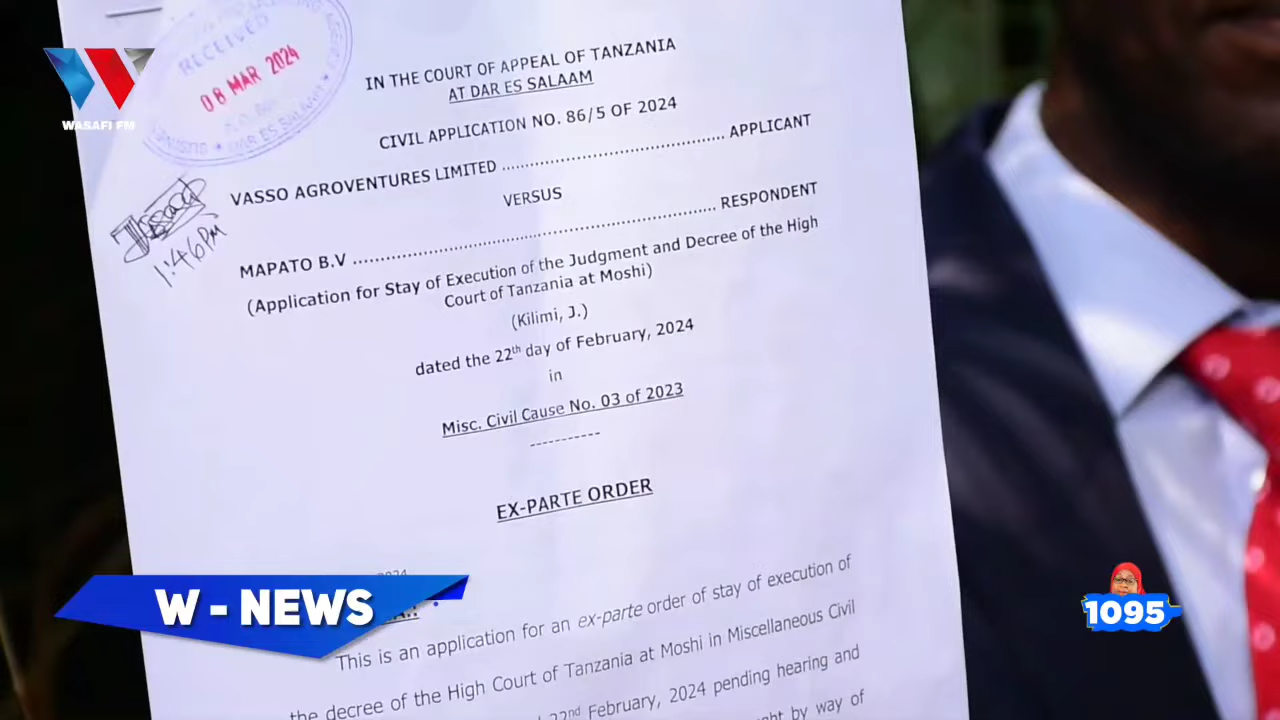 RECEIVED
08 MAR 2024
DAR ES SALAAM
WASAFI FM
1:46PM
IN THE COURT OF APPEAL OF TANZANIA
AT DAR ES SALAAM
CIVIL APPLICATION NO. 86/5 OF 2024
VASSO AGROVENTURES LIMITED ........................................... APPLICANT
VERSUS
MAPATO B.V ...................................................................... RESPONDENT
(Application for Stay of Execution of the Judgment and Decree of the High
Court of Tanzania at Moshi)
(Kilimi, J.)
dated the 22th day of February, 2024
in
Misc. Civil Cause No. 03 of 2023
-----------
EX-PARTE ORDER
This is an application for an ex-parte order of stay of execution of
the decree of the High Court of Tanzania at Moshi in Miscellaneous Civil
22nd February, 2024 pending hearing and
by way of
W - NEWS
1095